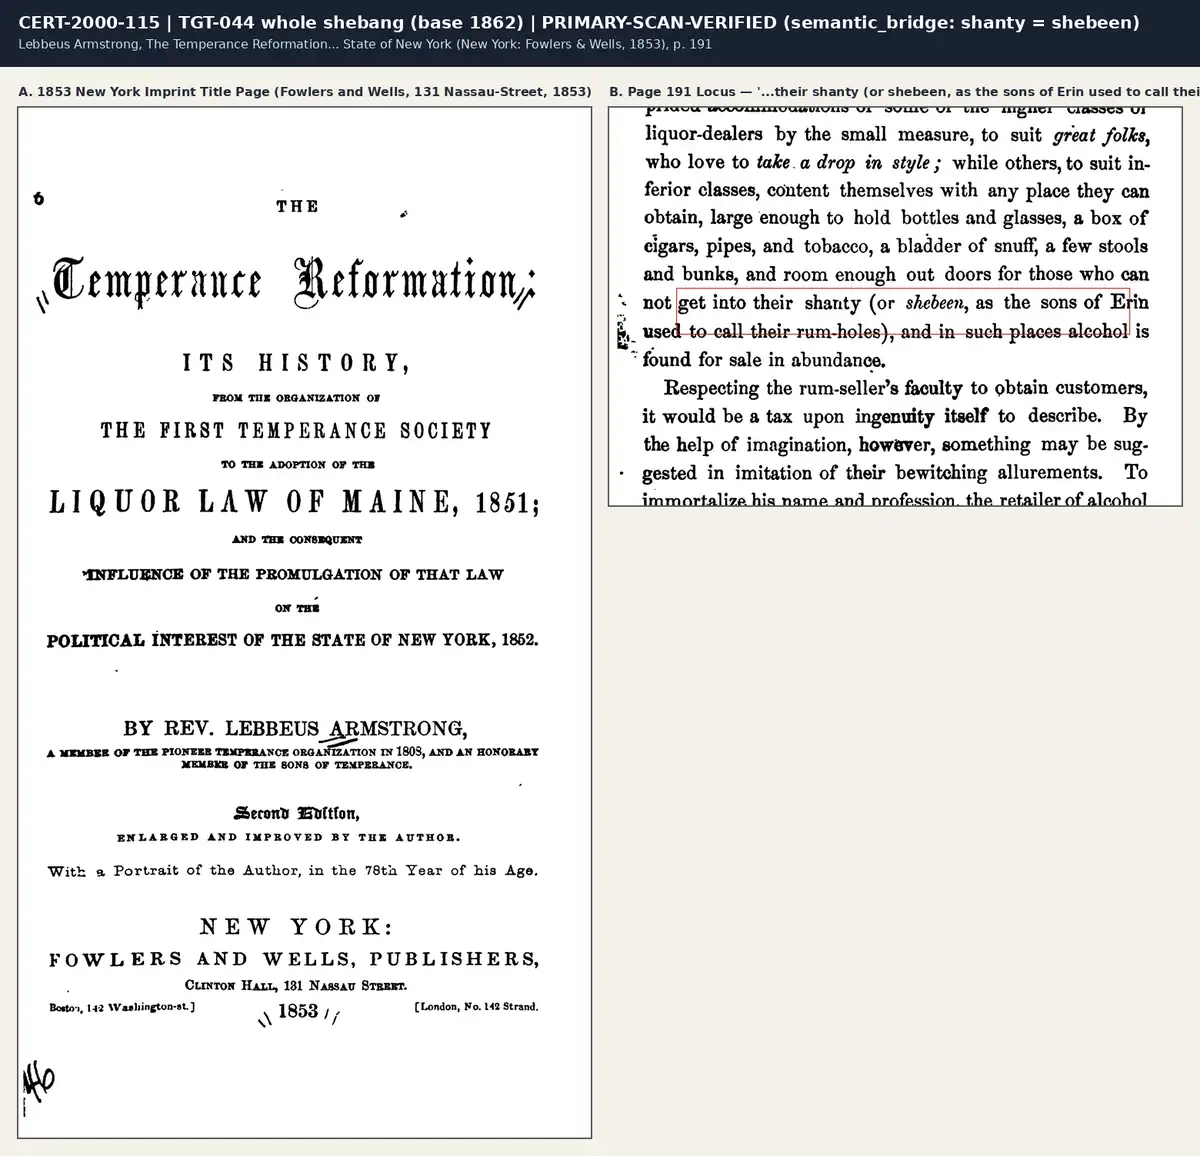 CERT-2000-115 | TGT-044 whole shebang (base 1862) | PRIMARY-SCAN-VERIFIED (semantic_bridge: shanty = shebeen)
Lebbeus Armstrong, The Temperance Reformation... State of New York (New York: Fowlers & Wells, 1853), p. 191
A. 1853 New York Imprint Title Page (Fowlers and Wells, 131 Nassau-Street, 1853)
THE
Temperance Reformation;
ITS HISTORY,
FROM THE ORGANIZATION OF
THE FIRST TEMPERANCE SOCIETY
TO THE ADOPTION OF THE
LIQUOR LAW OF MAINE, 1851;
AND THE CONSEQUENT
INFLUENCE OF THE PROMULGATION OF THAT LAW
ON THE
POLITICAL INTEREST OF THE STATE OF NEW YORK, 1852.
BY REV. LEBBEUS ARMSTRONG,
A MEMBER OF THE PIONEER TEMPERANCE ORGANIZATION IN 1808, AND AN HONORARY
MEMBER OF THE SONS OF TEMPERANCE.
Second Edition,
ENLARGED AND IMPROVED BY THE AUTHOR.
With a Portrait of the Author, in the 78th Year of his Age.
NEW YORK:
FOWLERS AND WELLS, PUBLISHERS,
CLINTON HALL, 131 NASSAU STREET.
Boston, 142 Washington-st.] 1853 [London, No. 142 Strand.
B. Page 191 Locus — '...their shanty (or shebeen, as the sons of Erin used to call thei
prided accommodations of some of the higher classes of
liquor-dealers by the small measure, to suit great folks,
who love to take a drop in style; while others, to suit in-
ferior classes, content themselves with any place they can
obtain, large enough to hold bottles and glasses, a box of
cigars, pipes, and tobacco, a bladder of snuff, a few stools
and bunks, and room enough out doors for those who can
not get into their shanty (or shebeen, as the sons of Erin
used to call their rum-holes), and in such places alcohol is
found for sale in abundance.
Respecting the rum-seller's faculty to obtain customers,
it would be a tax upon ingenuity itself to describe. By
the help of imagination, however, something may be sug-
gested in imitation of their bewitching allurements. To
immortalize his name and profession, the retailer of alcohol